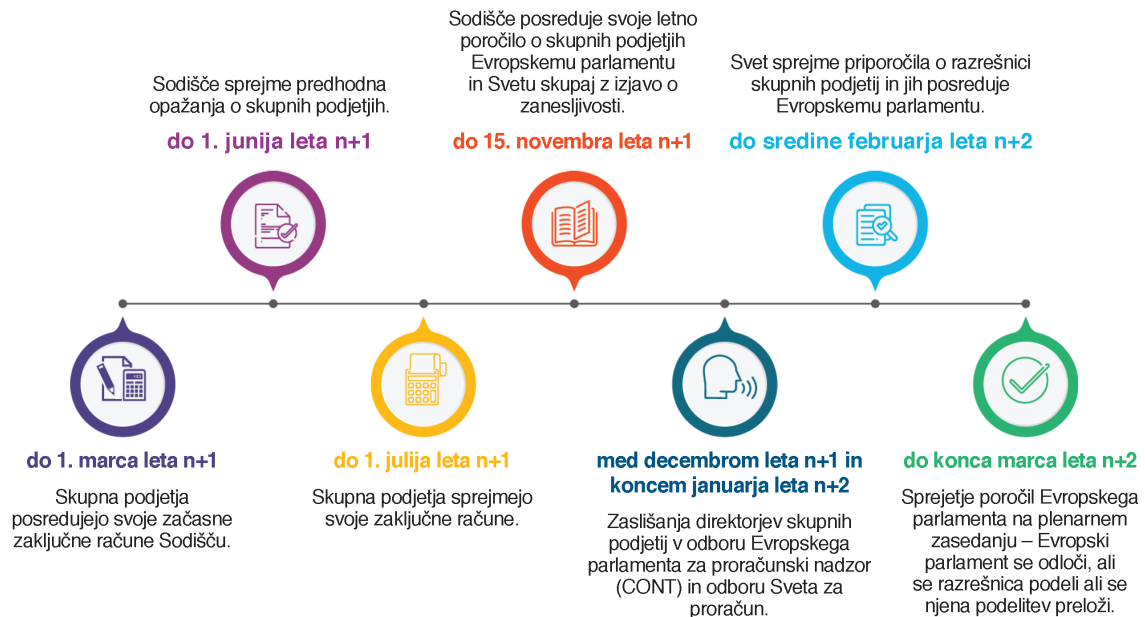 Sodišče sprejme predhodna
opažanja o skupnih podjetjih.
do 1. junija leta n+1
Sodišče posreduje svoje letno
poročilo o skupnih podjetjih
Evropskemu parlamentu
in Svetu skupaj z izjavo o
zanesljivosti.
do 15. novembra leta n+1
Svet sprejme priporočila o razrešnici
skupnih podjetij in jih posreduje
Evropskemu parlamentu.
do sredine februarja leta n+2
do 1. marca leta n+1
Skupna podjetja
posredujejo svoje začasne
zaključne račune Sodišču.
do 1. julija leta n+1
Skupna podjetja sprejmejo
svoje zaključne račune.
med decembrom leta n+1 in
koncem januarja leta n+2
Zaslišanja direktorjev skupnih
podjetij v odboru Evropskega
parlamenta za proračunski nadzor
(CONT) in odboru Sveta za
proračun.
do konca marca leta n+2
Sprejetje poročil Evropskega
parlamenta na plenarnem
zasedanju – Evropski
parlament se odloči, ali
se razrešnica podeli ali se
njena podelitev preloži.